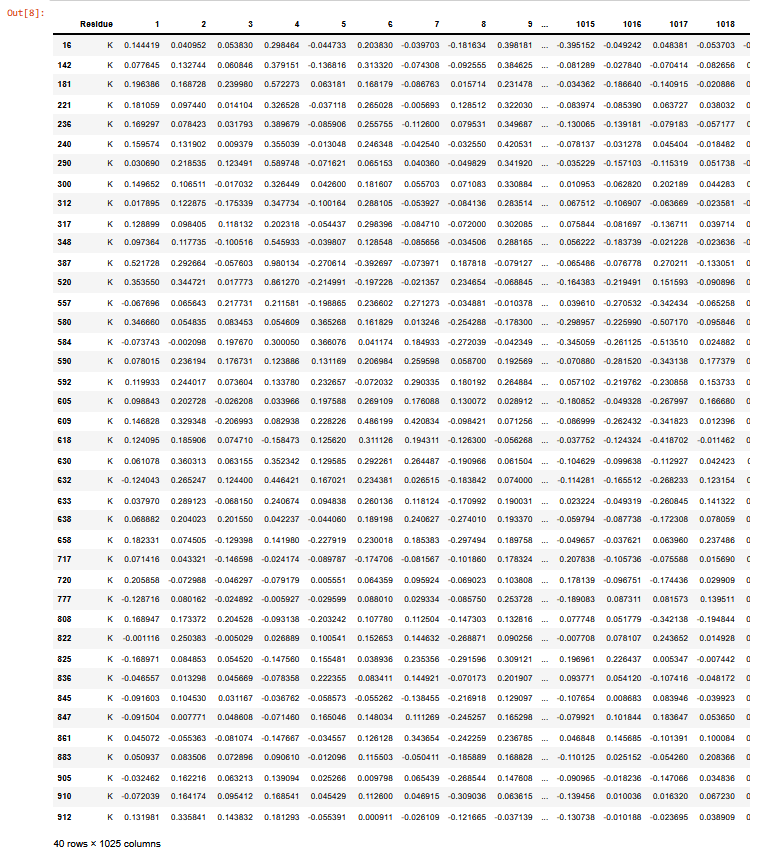 Out[8]:
Residue 1 2 3 4 5 6 7 8 9 ... 1015 1016 1017 1018
16 K 0.144419 0.040952 0.053830 0.298464 -0.044733 0.203830 -0.039703 -0.181634 0.398181 ... -0.395152 -0.049242 0.048381 -0.053703 -0
142 K 0.077645 0.132744 0.060846 0.379151 -0.136816 0.313320 -0.074308 -0.092555 0.384625 ... -0.081289 -0.027840 -0.070414 -0.082656 0
181 K 0.196386 0.168728 0.239980 0.572273 0.063181 0.168179 -0.086763 0.015714 0.231478 ... -0.034362 -0.186640 -0.140915 -0.020886 0
221 K 0.181059 0.097440 0.014104 0.326528 -0.037118 0.265028 -0.005693 0.128512 0.322030 ... -0.083974 -0.085390 0.063727 0.038032 0
236 K 0.169297 0.078423 0.031793 0.389679 -0.085906 0.255755 -0.112600 0.079531 0.349687 ... -0.130065 -0.139181 -0.079183 -0.057177 0
240 K 0.159574 0.131902 0.009379 0.355039 -0.013048 0.246348 -0.042540 -0.032550 0.420531 ... -0.078137 -0.031278 0.045404 -0.018482 0
290 K 0.030690 0.218535 0.123491 0.589748 -0.071621 0.065153 0.040360 -0.049829 0.341920 ... -0.035229 -0.157103 -0.115319 0.051738 -0
300 K 0.149652 0.106511 -0.017032 0.326449 0.042600 0.181607 0.055703 0.071083 0.330884 ... 0.010953 -0.062820 0.202189 0.044283 0
312 K 0.017895 0.122875 -0.175339 0.347734 -0.100164 0.288105 -0.053927 -0.084136 0.283514 ... 0.067512 -0.106907 -0.063669 -0.023581 -0
317 K 0.128899 0.098405 0.118132 0.202318 -0.054437 0.298396 -0.084710 -0.072000 0.302085 ... 0.075844 -0.081697 -0.136711 0.039714 0
348 K 0.097364 0.117735 -0.100516 0.545933 -0.039807 0.128548 -0.085656 -0.034506 0.288165 ... 0.056222 -0.183739 -0.021228 -0.023636 -0
387 K 0.521728 0.292664 -0.057603 0.980134 -0.270614 -0.392697 -0.073971 0.187818 -0.079127 ... -0.065486 -0.076778 0.270211 -0.133051 0
520 K 0.353550 0.344721 0.017773 0.861270 -0.214991 -0.197228 -0.021357 0.234654 -0.068845 ... -0.164383 -0.219491 0.151593 -0.090896 0
557 K -0.067696 0.065643 0.217731 0.211581 -0.198865 0.236602 0.271273 -0.034881 -0.010378 ... 0.039610 -0.270532 -0.342434 -0.065258 0
580 K 0.346660 0.054835 0.083453 0.054609 0.365268 0.161829 0.013246 -0.254288 -0.178300 ... -0.298957 -0.225990 -0.507170 -0.095846 0
584 K -0.073743 -0.002098 0.197670 0.300050 0.366076 0.041174 0.184933 -0.272039 -0.042349 ... -0.345059 -0.261125 -0.513510 0.024882 0
590 K 0.078015 0.236194 0.176731 0.123886 0.131169 0.206984 0.259598 0.058700 0.192569 ... -0.070880 -0.281520 -0.343138 0.177379 0
592 K 0.119933 0.244017 0.073604 0.133780 0.232657 -0.072032 0.290335 0.180192 0.264884 ... 0.057102 -0.219762 -0.230858 0.153733 0
605 K 0.098843 0.202728 -0.026208 0.033966 0.197588 0.269109 0.176088 0.130072 0.028912 ... -0.180852 -0.049328 -0.267997 0.166680 0
609 K 0.146828 0.329348 -0.206993 0.082938 0.228226 0.486199 0.420834 -0.098421 0.071256 ... -0.086999 -0.262432 -0.341823 0.012396 0
618 K 0.124095 0.185906 0.074710 -0.158473 0.125620 0.311126 0.194311 -0.126300 -0.056268 ... -0.037752 -0.124324 -0.418702 -0.011462 0
630 K 0.061078 0.360313 0.063155 0.352342 0.129585 0.292261 0.264487 -0.190966 0.061504 ... -0.104629 -0.099638 -0.112927 0.042423 0
632 K -0.124043 0.265247 0.124400 0.446421 0.167021 0.234381 0.026515 -0.183842 0.074000 ... -0.114281 -0.165512 -0.268233 0.123154 0
633 K 0.037970 0.289123 -0.068150 0.240674 0.094838 0.260136 0.118124 -0.170992 0.190031 ... 0.023224 -0.049319 -0.260845 0.141322 0
638 K 0.068882 0.204023 0.201550 0.042237 -0.044060 0.189198 0.240627 -0.274010 0.193370 ... -0.059794 -0.087738 -0.172308 0.078059 0
658 K 0.182331 0.074505 -0.129398 0.141980 -0.227919 0.230018 0.185383 -0.297494 0.189758 ... -0.049657 -0.037621 0.063960 0.237486 0
717 K 0.071416 0.043321 -0.146598 -0.024174 -0.089787 -0.174706 -0.081567 -0.101860 0.178324 ... 0.207838 -0.105736 -0.075588 0.015690 0
720 K 0.205858 -0.072988 -0.046297 -0.079179 0.005551 0.064359 0.095924 -0.069023 0.103808 ... 0.178139 -0.096751 -0.174436 0.029909 0
777 K -0.128716 0.080162 -0.024892 -0.005927 -0.029599 0.088010 0.029334 -0.085750 0.253728 ... -0.189083 0.087311 0.081573 0.139511 0
808 K 0.168947 0.173372 0.204528 -0.093138 -0.203242 0.107780 0.112504 -0.147303 0.132816 ... 0.077748 0.051779 -0.342138 -0.194844 0
822 K -0.001116 0.250383 -0.005029 0.026889 0.100541 0.152653 0.144632 -0.268871 0.090256 ... -0.007708 0.078107 0.243652 0.014928 0
825 K -0.168971 0.084853 0.054520 -0.147560 0.155481 0.038936 0.235356 -0.291596 0.309121 ... 0.196961 0.226437 0.005347 -0.007442 0
836 K -0.046557 0.013298 0.045669 -0.078358 0.222355 0.083411 0.144921 -0.070173 0.201907 ... 0.093771 0.054120 -0.107416 -0.048172 0
845 K -0.091603 0.104530 0.031167 -0.036762 -0.058573 -0.055262 -0.138455 -0.216918 0.129097 ... -0.107654 0.008683 0.083946 -0.039923 0
847 K -0.091504 0.007771 0.048608 -0.071460 0.165046 0.148034 0.111269 -0.245257 0.165298 ... -0.079921 0.101844 0.183647 0.053650 0
861 K 0.045072 -0.055363 -0.081074 -0.147667 -0.034557 0.126128 0.343654 -0.242259 0.236785 ... 0.046848 0.145685 -0.101391 0.100084 0
883 K 0.050937 0.083506 0.072896 0.090610 -0.012096 0.115503 -0.050411 -0.185889 0.168828 ... -0.110125 0.025152 -0.054260 0.208366 0
905 K -0.032462 0.162216 0.063213 0.139094 0.025266 0.009798 0.065439 -0.268544 0.147608 ... -0.090965 -0.018236 -0.147066 0.034836 0
910 K -0.072039 0.164174 0.095412 0.168541 0.045429 0.112600 0.046915 -0.309036 0.063615 ... -0.139456 0.010036 0.016320 0.067230 0
912 K 0.131981 0.335841 0.143832 0.181293 -0.055391 0.000911 -0.026109 -0.121665 -0.037139 ... -0.130738 -0.010188 -0.023695 0.038909 0
40 rows × 1025 columns